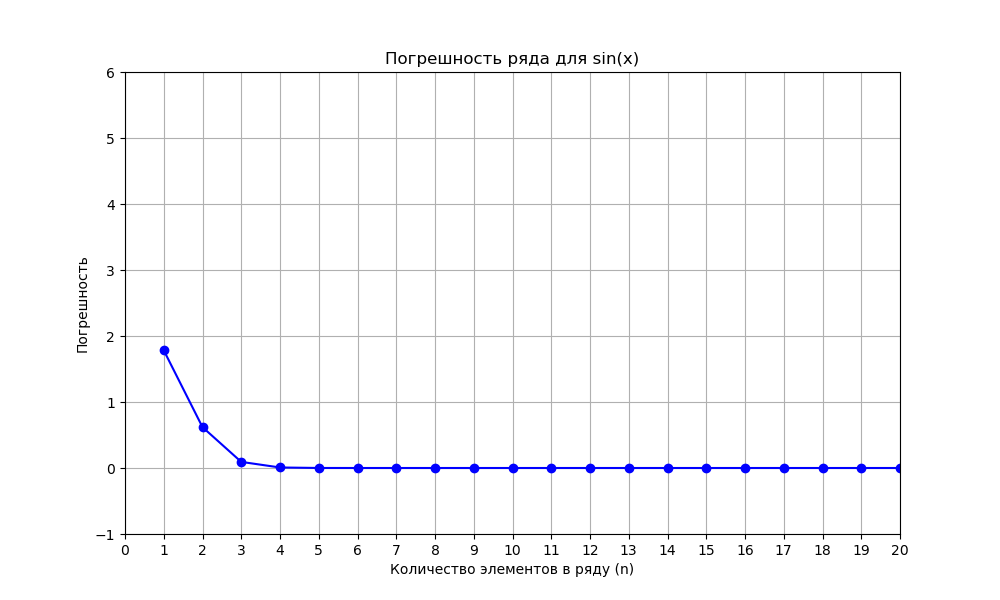 Погрешность ряда для sin(x)
6
5
4
3
2
1
0
−1
Погрешность
0 1 2 3 4 5 6 7 8 9 10 11 12 13 14 15 16 17 18 19 20
Количество элементов в ряду (n)